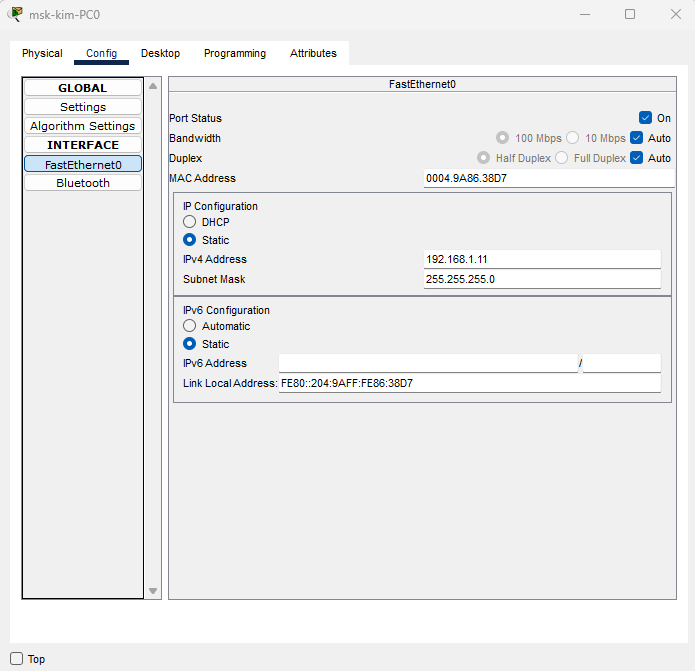 msk-kim-PC0
Physical Config Desktop Programming Attributes
GLOBAL
Settings
Algorithm Settings
INTERFACE
FastEthernet0
Bluetooth
FastEthernet0
Port Status On
Bandwidth 100 Mbps 10 Mbps Auto
Duplex Half Duplex Full Duplex Auto
MAC Address 0004.9A86.38D7
IP Configuration
DHCP
Static
IPv4 Address 192.168.1.11
Subnet Mask 255.255.255.0
IPv6 Configuration
Automatic
Static
IPv6 Address /
Link Local Address: FE80::204:9AFF:FE86:38D7
Top